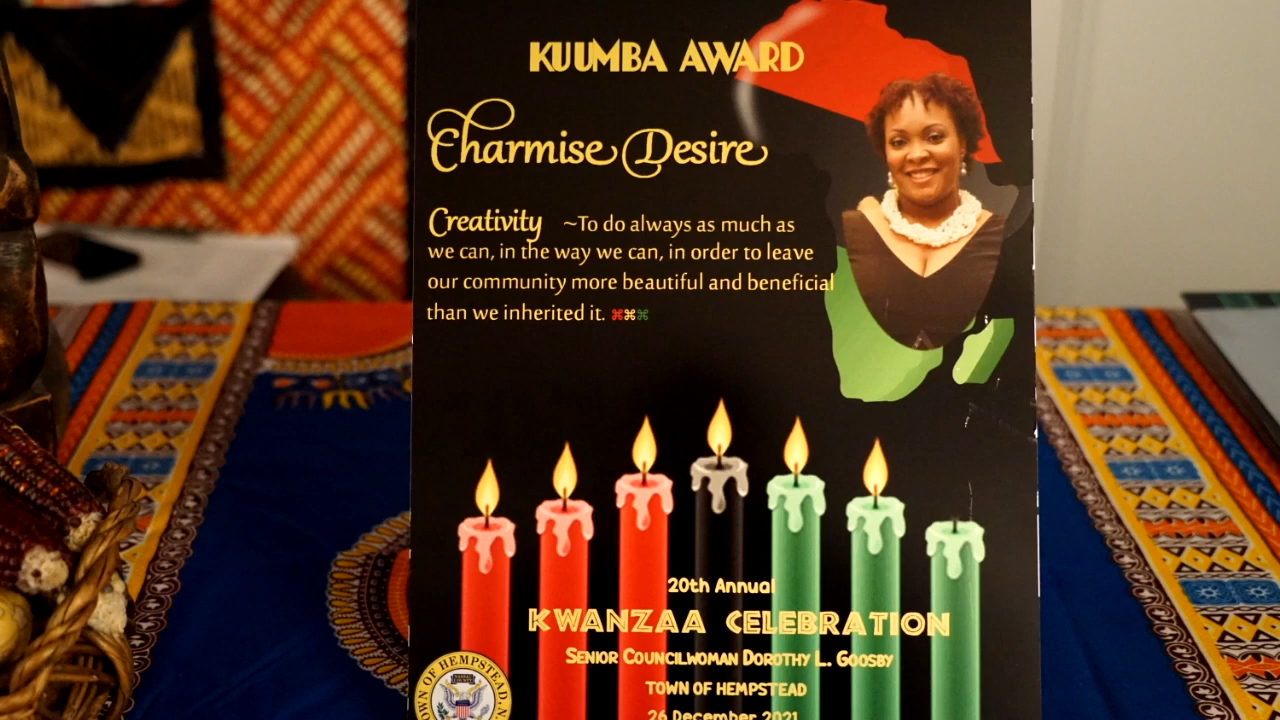 KUUMBA AWARD
Charmise Desire
Creativity ~To do always as much as
we can, in the way we can, in order to leave
our community more beautiful and beneficial
than we inherited it.
20th Annual
KWANZAA CELEBRATION
SENIOR COUNCILWOMAN DOROTHY L. GOOSBY
TOWN OF HEMPSTEAD
26 December 2021
TOWN OF HEMPSTEAD, N.